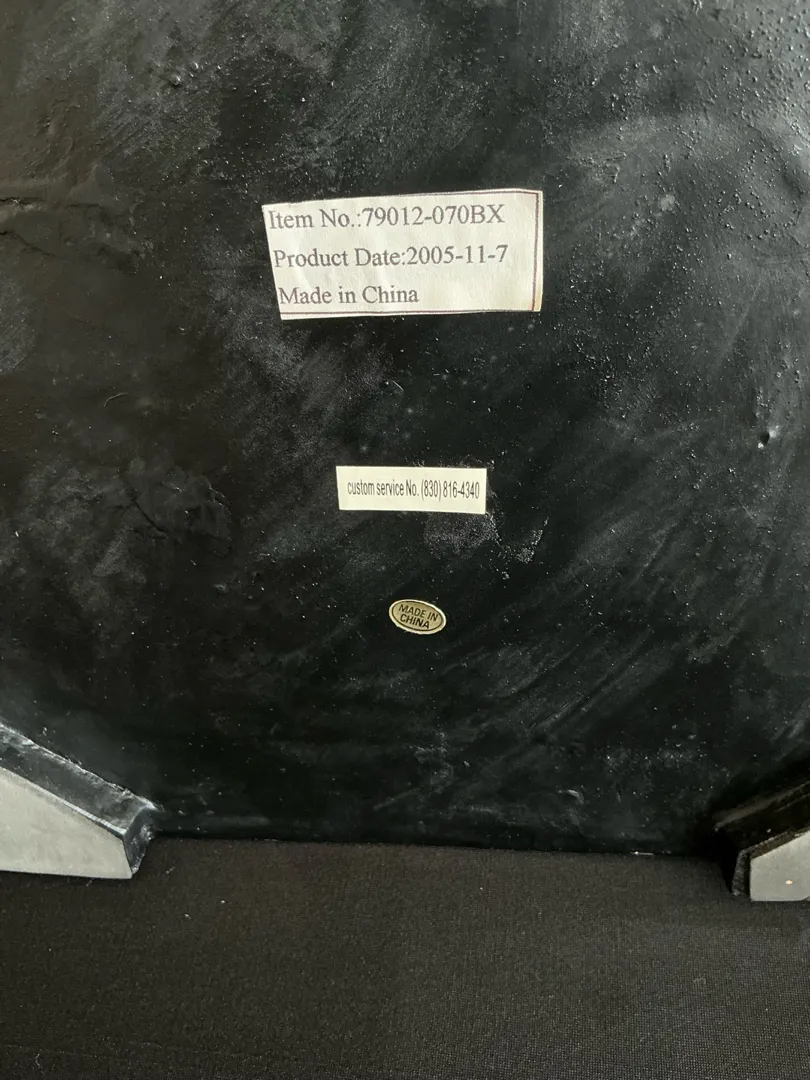 Item No.:79012-070BX
Product Date:2005-11-7
Made in China
custom service No. (830) 816-4340
MADE IN
CHINA